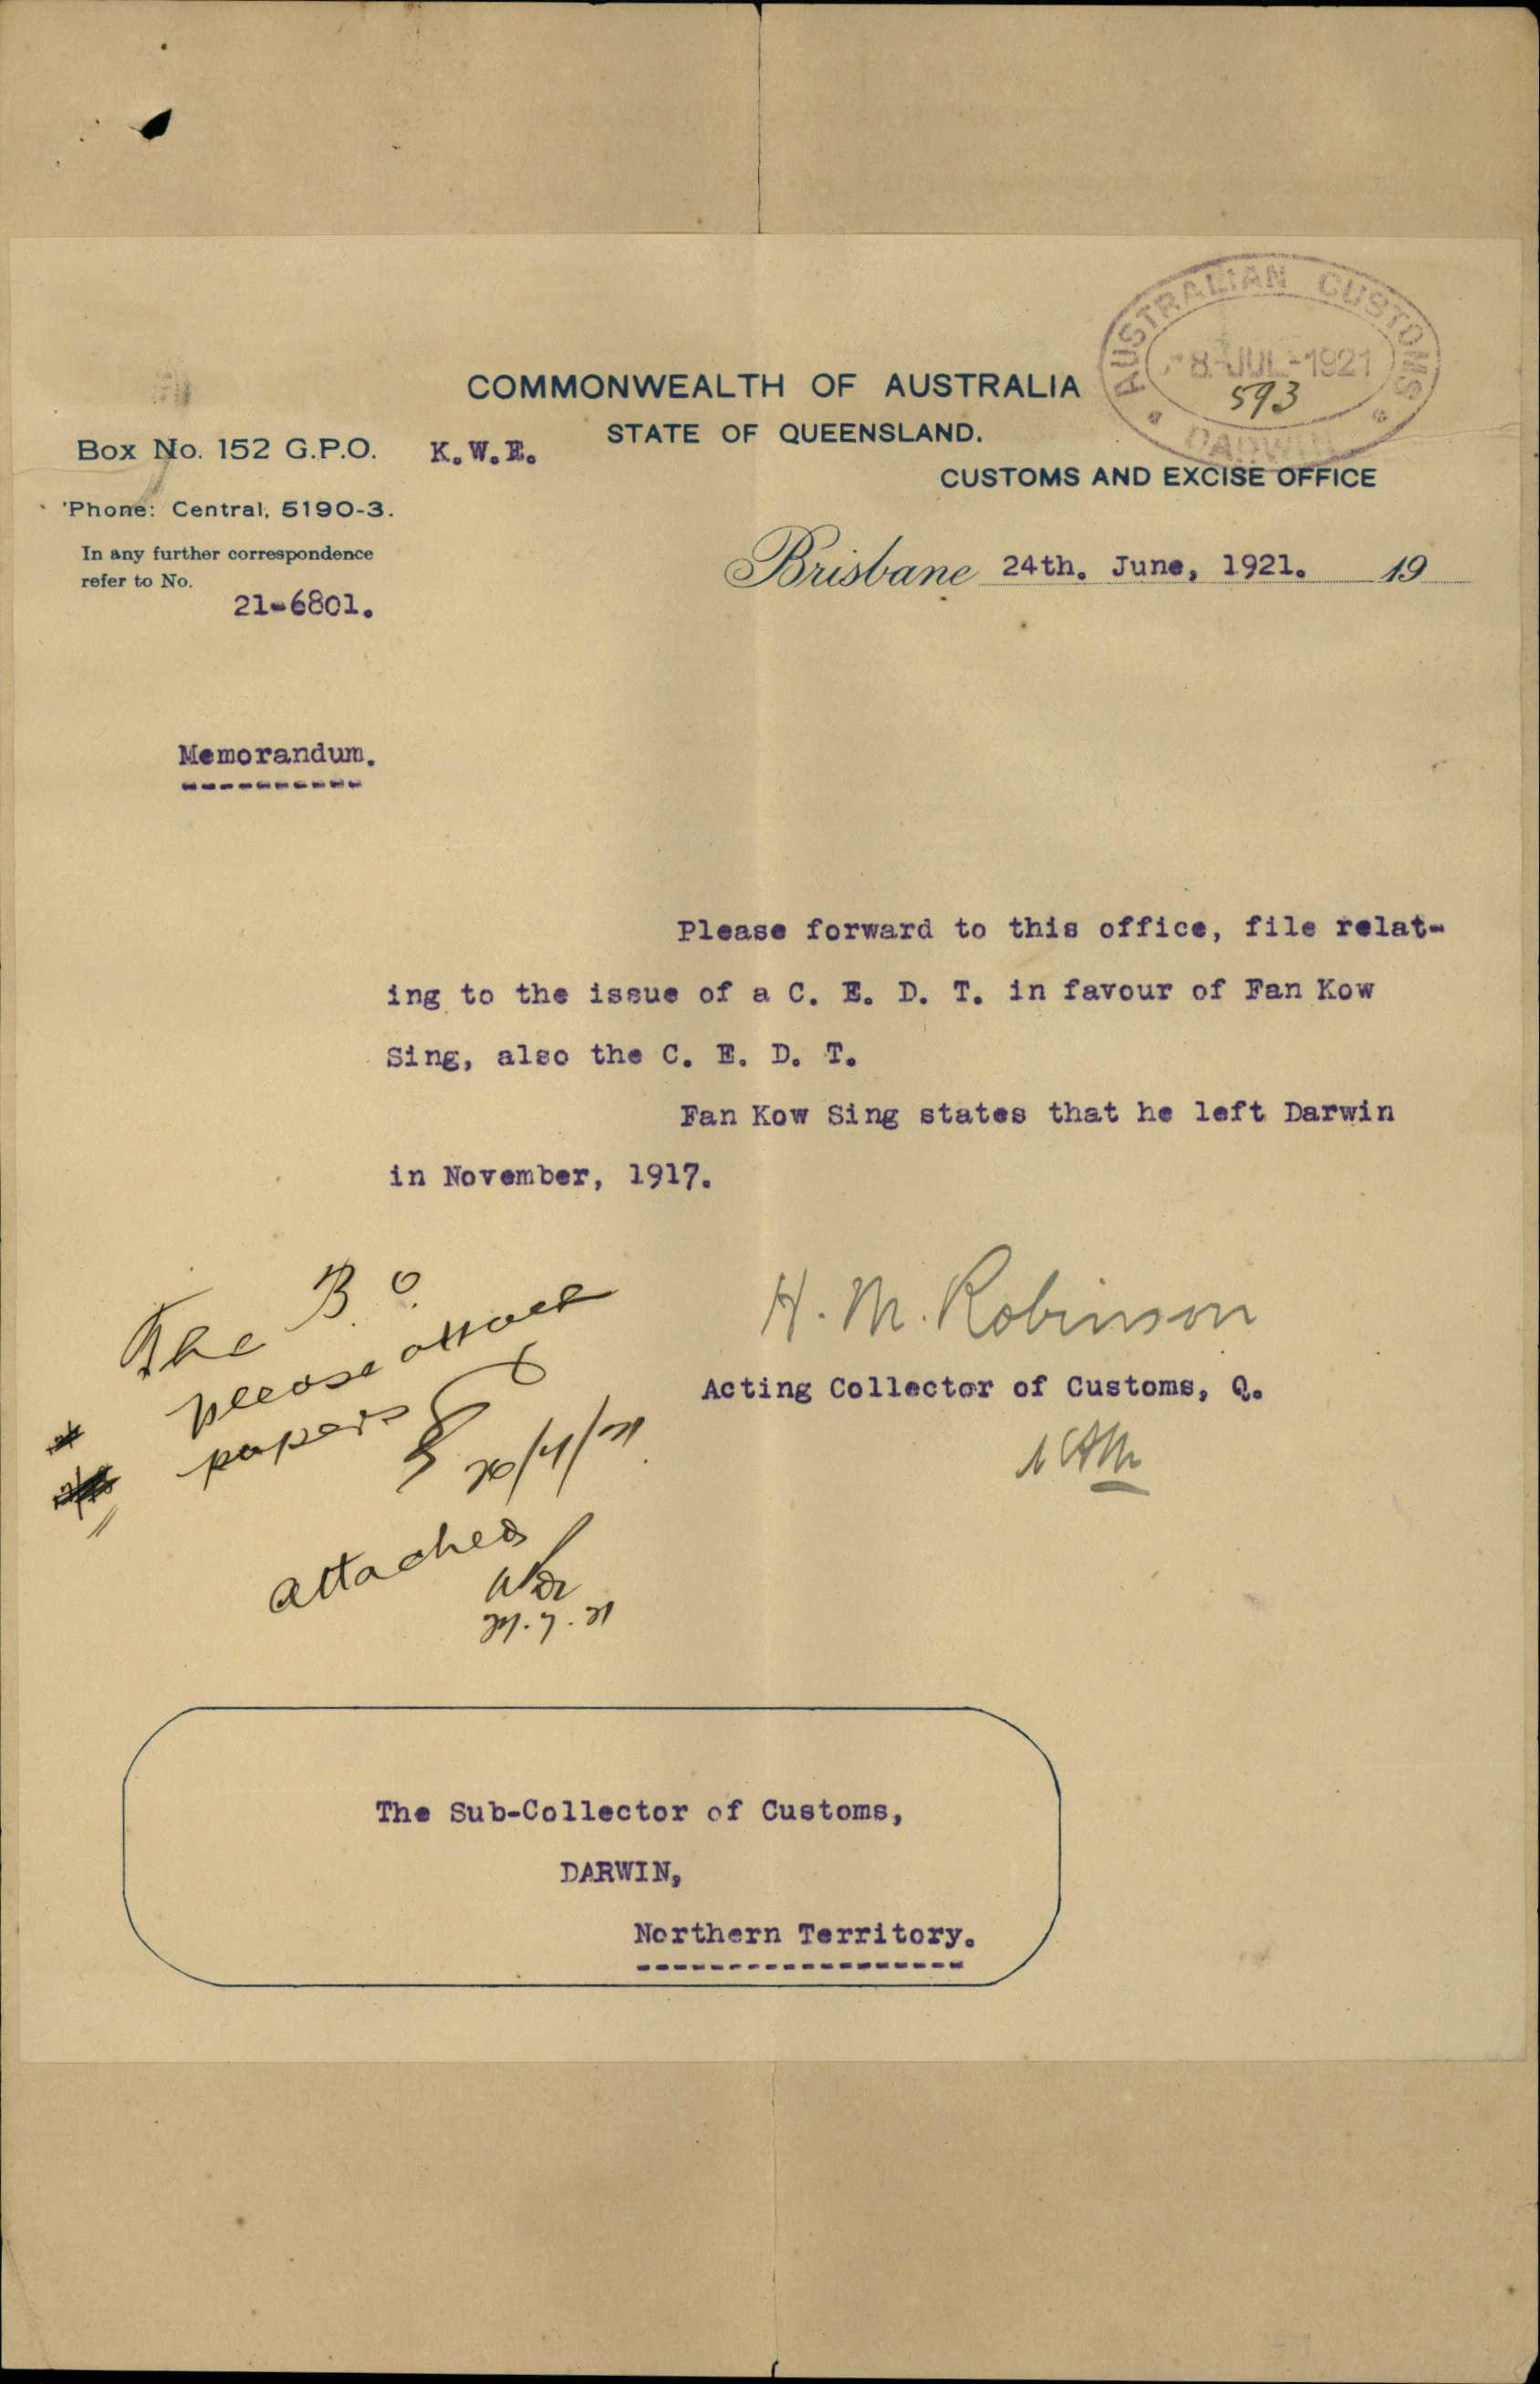 AUSTRALIAN CUSTOMS
8-JUL-1921
593
DARWIN
COMMONWEALTH OF AUSTRALIA
STATE OF QUEENSLAND.
Box No. 152 G.P.O.
K.W.E.
CUSTOMS AND EXCISE OFFICE
'Phone: Central, 5190-3.
In any further correspondence
refer to No.
21-6801.
Brisbane 24th. June, 1921. 19
Memorandum.
Please forward to this office, file relat-
ing to the issue of a C. E. D. T. in favour of Fan Kow
Sing, also the C. E. D. T.
Fan Kow Sing states that he left Darwin
in November, 1917.
H. M. Robinson
Acting Collector of Customs, Q.
The B.O.
please attach
papers
attached
The Sub-Collector of Customs,
DARWIN,
Northern Territory.